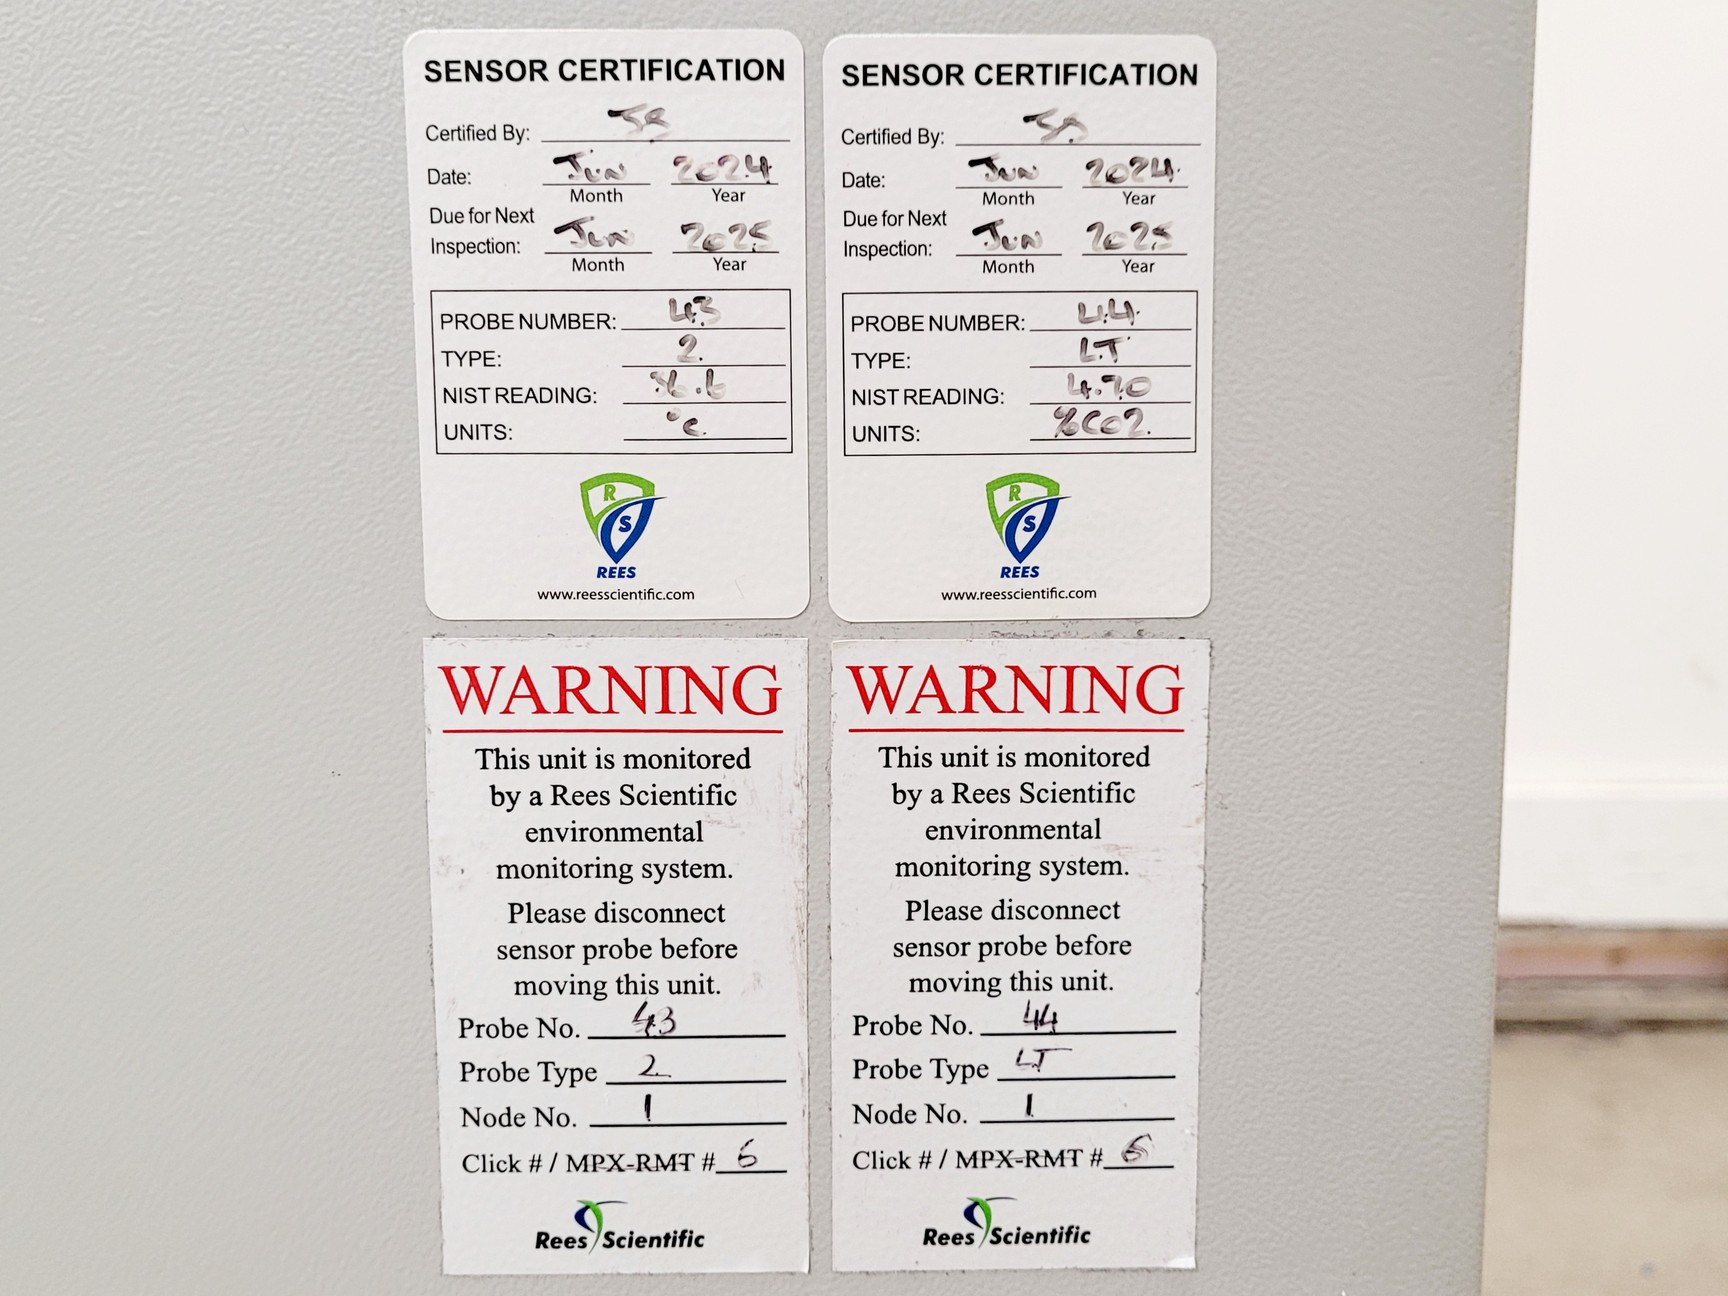 SENSOR CERTIFICATION
Certified By:
Date: Jun 2024
Month Year
Due for Next
Inspection: Jun 2025
Month Year
PROBE NUMBER: 43
TYPE: 2
NIST READING:
UNITS: °C
R
S
REES
www.reesscientific.com
SENSOR CERTIFICATION
Certified By:
Date: Jun 2024
Month Year
Due for Next
Inspection: Jun 2025
Month Year
PROBE NUMBER: 44
TYPE: LT
NIST READING: 4.70
UNITS: %CO2
R
S
REES
www.reesscientific.com
WARNING
This unit is monitored
by a Rees Scientific
environmental
monitoring system.
Please disconnect
sensor probe before
moving this unit.
Probe No. 43
Probe Type 2
Node No. 1
Click # / MPX-RMT # 6
Rees Scientific
WARNING
This unit is monitored
by a Rees Scientific
environmental
monitoring system.
Please disconnect
sensor probe before
moving this unit.
Probe No. 44
Probe Type LT
Node No. 1
Click # / MPX-RMT # 6
Rees Scientific